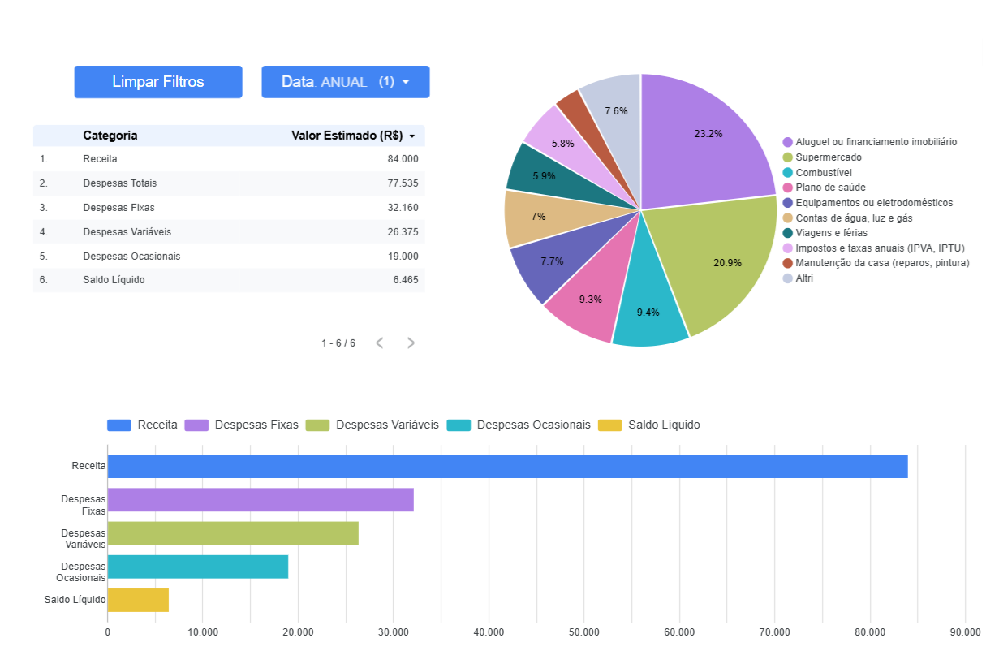 Limpar Filtros
Data: ANUAL (1)
Categoria Valor Estimado (R$)
1. Receita 84.000
2. Despesas Totais 77.535
3. Despesas Fixas 32.160
4. Despesas Variáveis 26.375
5. Despesas Ocasionais 19.000
6. Saldo Líquido 6.465
1 - 6 / 6
23.2%
20.9%
9.4%
9.3%
7.7%
7%
5.9%
5.8%
7.6%
Aluguel ou financiamento imobiliário
Supermercado
Combustível
Plano de saúde
Equipamentos ou eletrodomésticos
Contas de água, luz e gás
Viagens e férias
Impostos e taxas anuais (IPVA, IPTU)
Manutenção da casa (reparos, pintura)
Altri
Receita Despesas Fixas Despesas Variáveis Despesas Ocasionais Saldo Líquido
Receita
Despesas
Fixas
Despesas
Variáveis
Despesas
Ocasionais
Saldo Líquido
0 10.000 20.000 30.000 40.000 50.000 60.000 70.000 80.000 90.000